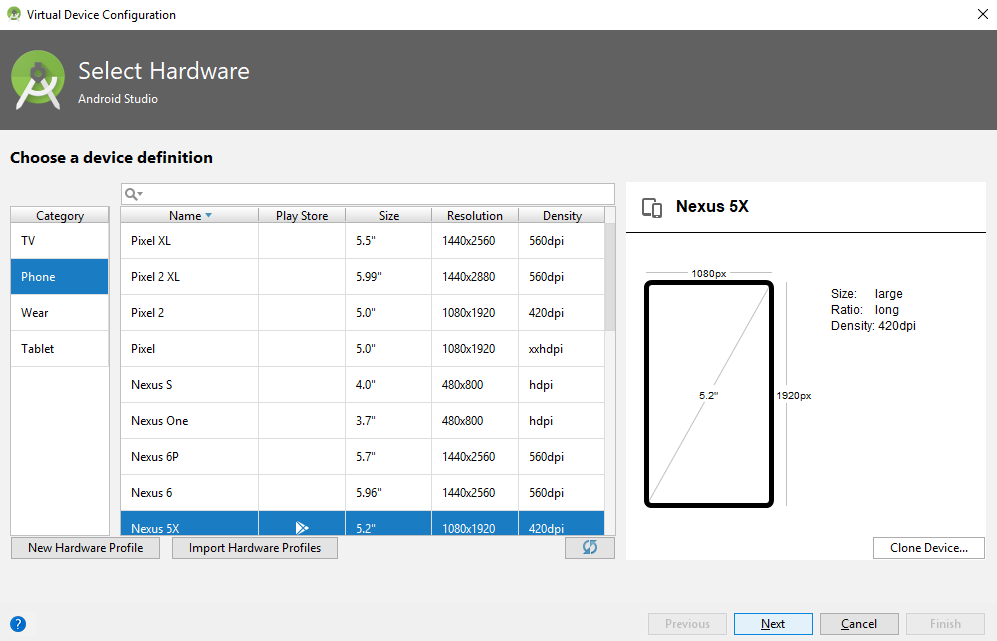 Virtual Device Configuration
Select Hardware
Android Studio
Choose a device definition
Category
TV
Phone
Wear
Tablet
Name Play Store Size Resolution Density
Pixel XL 5.5" 1440x2560 560dpi
Pixel 2 XL 5.99" 1440x2880 560dpi
Pixel 2 5.0" 1080x1920 420dpi
Pixel 5.0" 1080x1920 xxhdpi
Nexus S 4.0" 480x800 hdpi
Nexus One 3.7" 480x800 hdpi
Nexus 6P 5.7" 1440x2560 560dpi
Nexus 6 5.96" 1440x2560 560dpi
Nexus 5X 5.2" 1080x1920 420dpi
New Hardware Profile Import Hardware Profiles
Nexus 5X
1080px
5.2"
1920px
Size: large
Ratio: long
Density: 420dpi
Clone Device...
?
Previous Next Cancel Finish